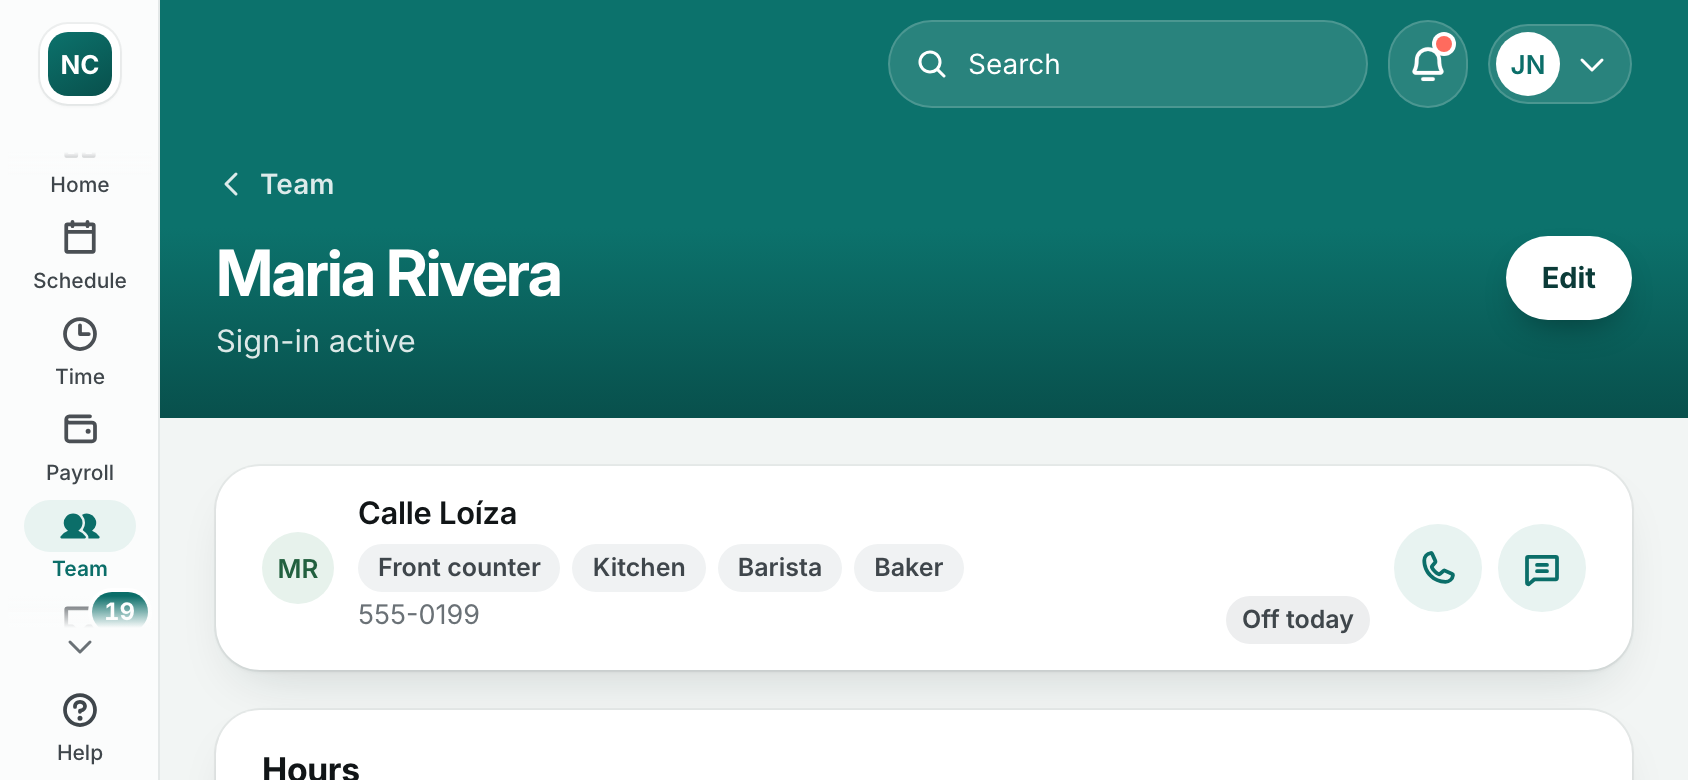 NC
Search
JN
Home
Schedule
Time
Payroll
Team
19
Help
Team
Maria Rivera
Edit
Sign-in active
Calle Loíza
MR
Front counter Kitchen Barista Baker
555-0199
Off today
Hours